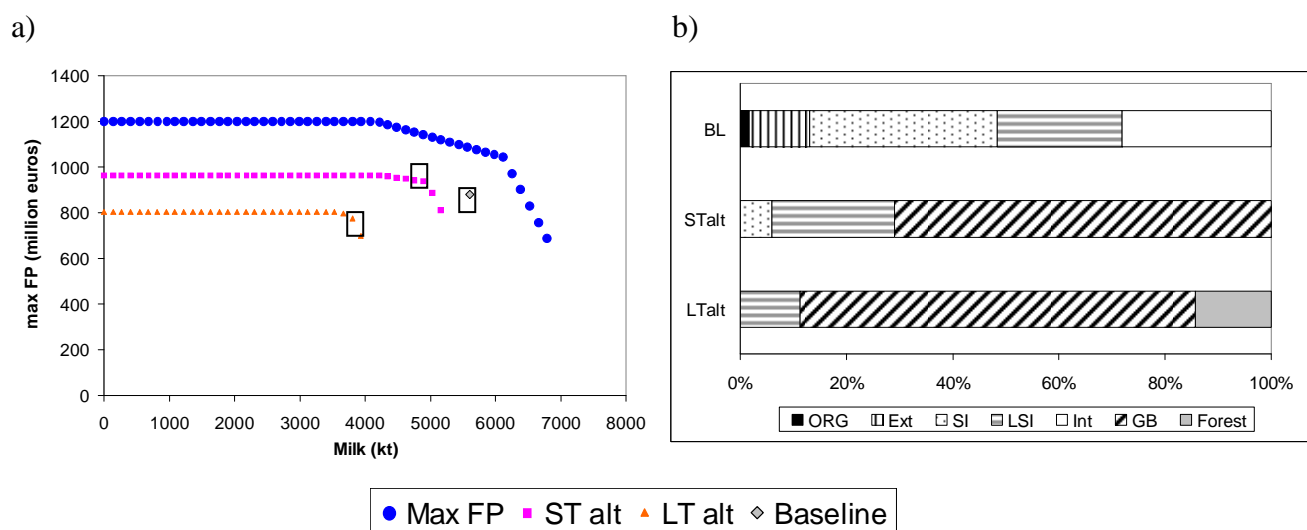 a)
1400
1200
1000
800
600
400
200
0
max FP (million euros)
0 1000 2000 3000 4000 5000 6000 7000 8000
Milk (kt)
b)
BL
STalt
LTalt
0% 20% 40% 60% 80% 100%
ORG Ext SI LSI Int GB Forest
Max FP ST alt LT alt Baseline